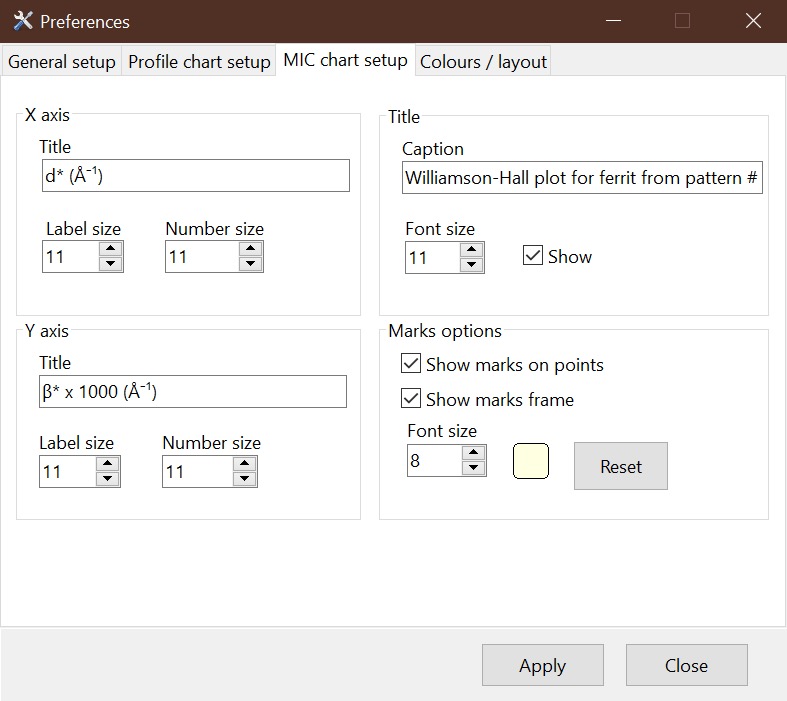 Preferences
General setup Profile chart setup MIC chart setup Colours / layout
X axis
Title
d* (Å⁻¹)
Label size Number size
11 11
Title
Caption
Williamson-Hall plot for ferrit from pattern #
Font size
11 Show
Y axis
Title
β* x 1000 (Å⁻¹)
Label size Number size
11 11
Marks options
Show marks on points
Show marks frame
Font size
8 Reset
Apply Close